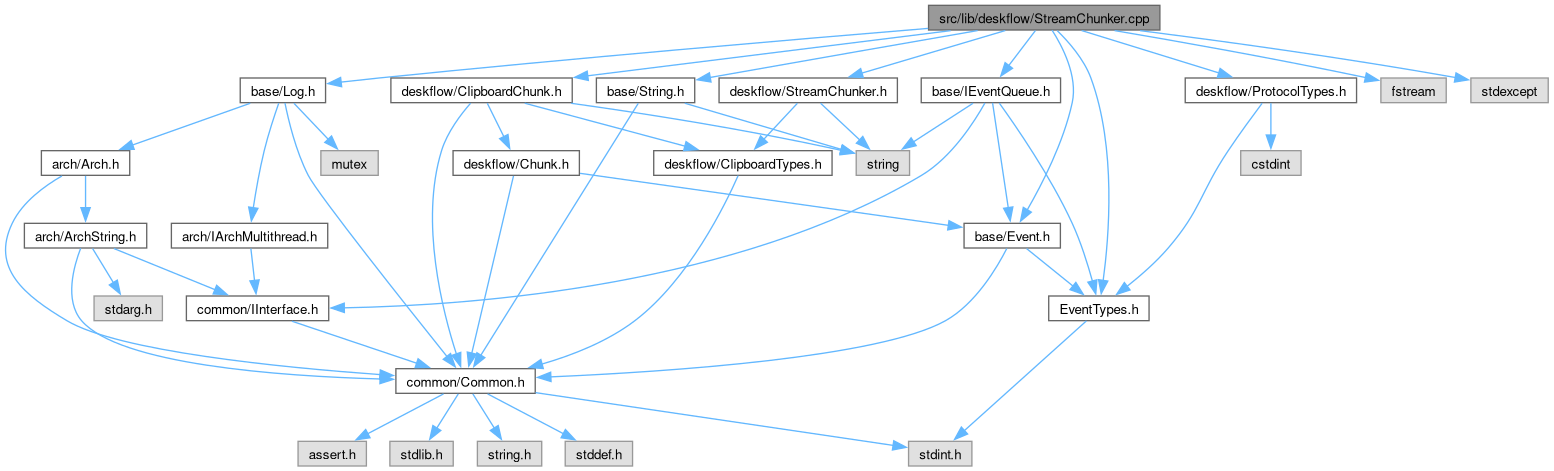 src/lib/deskflow/StreamChunker.cpp
base/Log.h
deskflow/ClipboardChunk.h
base/String.h
deskflow/StreamChunker.h
base/IEventQueue.h
deskflow/ProtocolTypes.h
fstream
stdexcept
arch/Arch.h
mutex
deskflow/Chunk.h
deskflow/ClipboardTypes.h
string
cstdint
arch/ArchString.h
arch/IArchMultithread.h
base/Event.h
stdarg.h
common/IInterface.h
EventTypes.h
common/Common.h
assert.h
stdlib.h
string.h
stddef.h
stdint.h